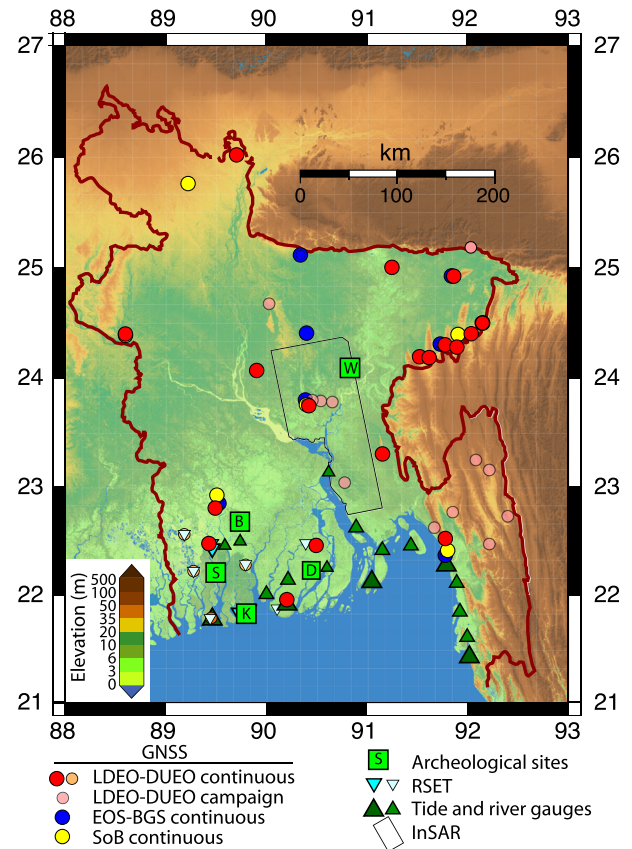 88 89 90 91 92 93
27 27
26 26
25 25
24 24
23 23
22 22
21 21
88 89 90 91 92 93
km
0 100 200
W
B
S
D
K
Elevation (m)
500
100
50
35
20
10
6
3
0
GNSS
LDEO-DUEO continuous
LDEO-DUEO campaign
EOS-BGS continuous
SoB continuous
S Archeological sites
RSET
Tide and river gauges
InSAR